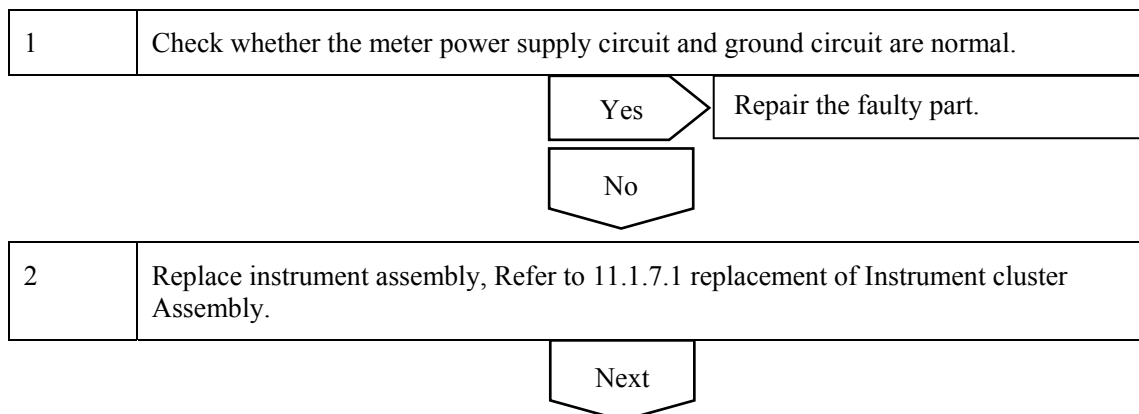 1 Check whether the meter power supply circuit and ground circuit are normal.
Yes Repair the faulty part.
No
2 Replace instrument assembly, Refer to 11.1.7.1 replacement of Instrument cluster
Assembly.
Next